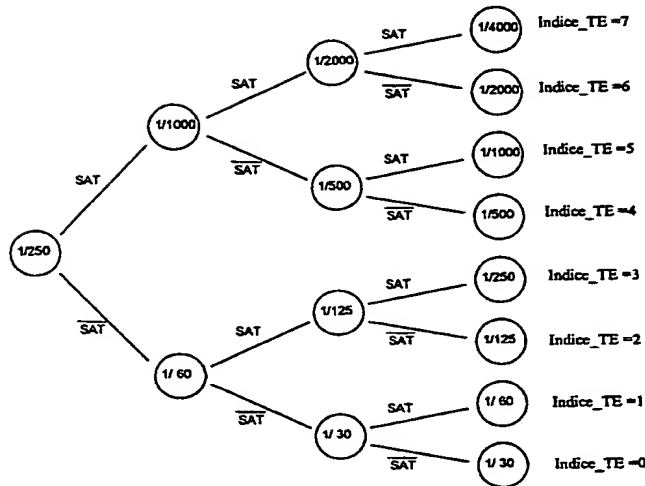 SAT
1/4000
Indice_TE =7
1/2000
SAT
SAT
1/2000
Indice_TE =6
1/1000
SAT
SAT
1/1000
Indice_TE =5
SAT
1/500
SAT
1/500
Indice_TE =4
1/250
SAT
SAT
1/250
Indice_TE =3
SAT
1/125
SAT
1/125
Indice_TE =2
1/ 60
SAT
SAT
1/ 60
Indice_TE =1
1/ 30
SAT
1/ 30
Indice_TE =0